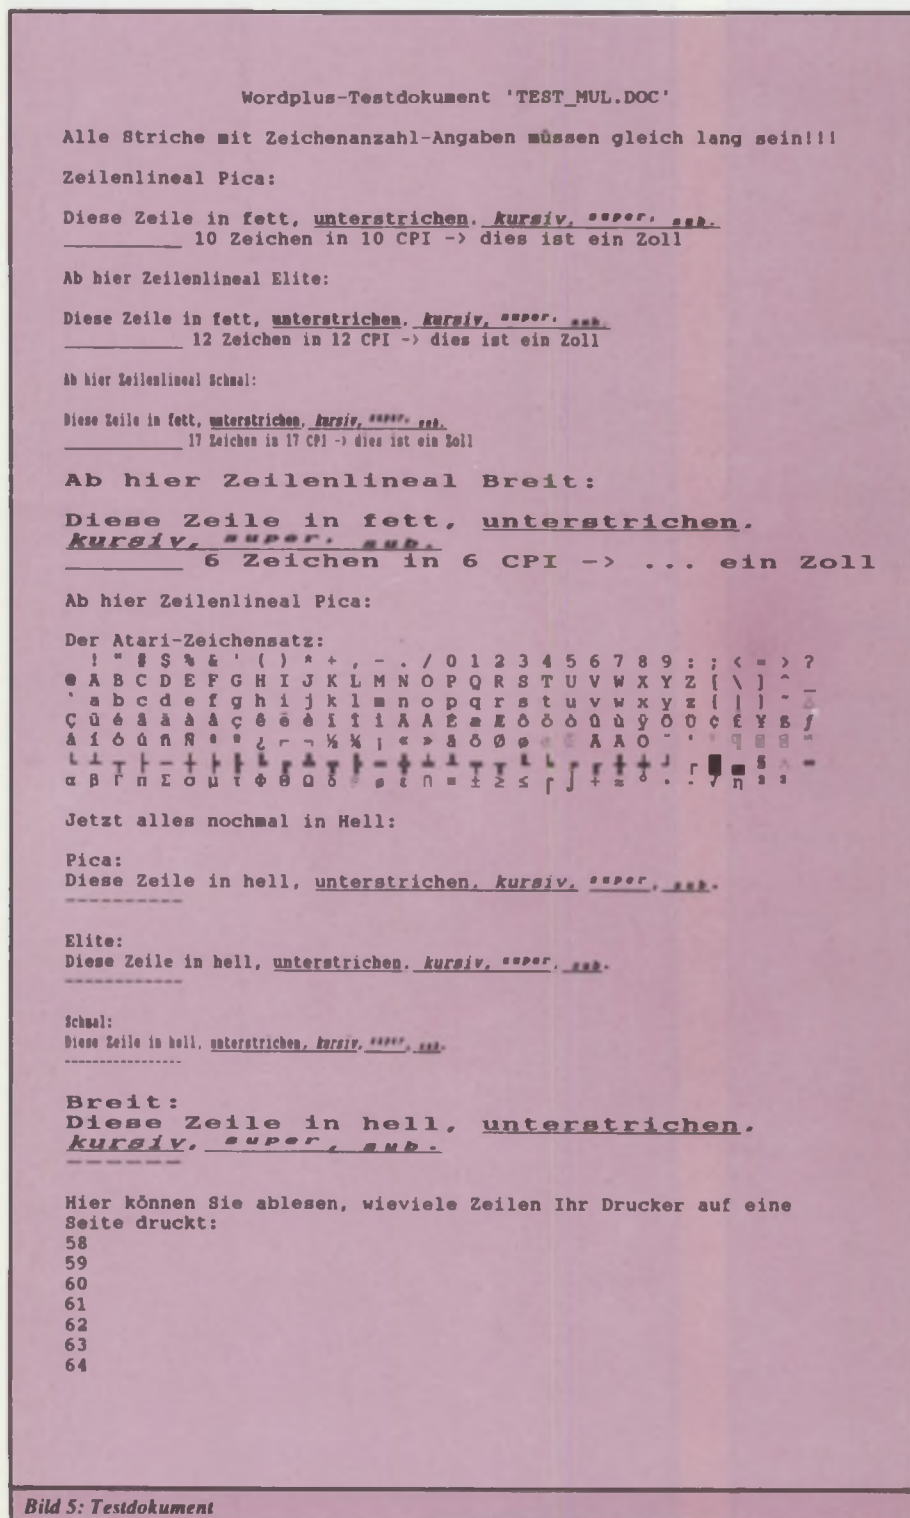 Wordplus-Testdokument 'TEST_MUL.DOC'
Alle Striche mit Zeichenanzahl-Angaben müssen gleich lang sein!!!
Zeilenlineal Pica:
Diese Zeile in fett, unterstrichen, kursiv, super, sub.
__________ 10 Zeichen in 10 CPI -> dies ist ein Zoll
Ab hier Zeilenlineal Elite:
Diese Zeile in fett, unterstrichen, kursiv, super, sub.
____________ 12 Zeichen in 12 CPI -> dies ist ein Zoll
Ab hier Zeilenlineal Schmal:
Diese Zeile in fett, unterstrichen, kursiv, super, sub.
_________________ 17 Zeichen in 17 CPI -> dies ist ein Zoll
Ab hier Zeilenlineal Breit:
Diese Zeile in fett, unterstrichen,
kursiv, super, sub.
______ 6 Zeichen in 6 CPI -> ... ein Zoll
Ab hier Zeilenlineal Pica:
Der Atari-Zeichensatz:
! " # $ % & ' ( ) * + , - . / 0 1 2 3 4 5 6 7 8 9 : ; < = > ?
@ A B C D E F G H I J K L M N O P Q R S T U V W X Y Z [ \ ] ^ _
` a b c d e f g h i j k l m n o p q r s t u v w x y z { | } ~
Ç ü é â ä à å ç ê ë è ï î ì Ä Å É æ Æ ô ö ò û ù ÿ Ö Ü ¢ £ ¥ ß ƒ
á í ó ú ñ Ñ ª º ¿ ⌐ ¬ ½ ¼ ¡ « » ã õ Ø ø
α β Γ π Σ σ μ τ Φ Θ Ω δ
Jetzt alles nochmal in Hell:
Pica:
Diese Zeile in hell, unterstrichen, kursiv, super, sub.
----------
Elite:
Diese Zeile in hell, unterstrichen, kursiv, super, sub.
------------
Schmal:
Diese Zeile in hell, unterstrichen, kursiv, super, sub.
-----------------
Breit:
Diese Zeile in hell, unterstrichen,
kursiv, super, sub.
------
Hier können Sie ablesen, wieviele Zeilen Ihr Drucker auf eine
Seite druckt:
58
59
60
61
62
63
64
Bild 5: Testdokument